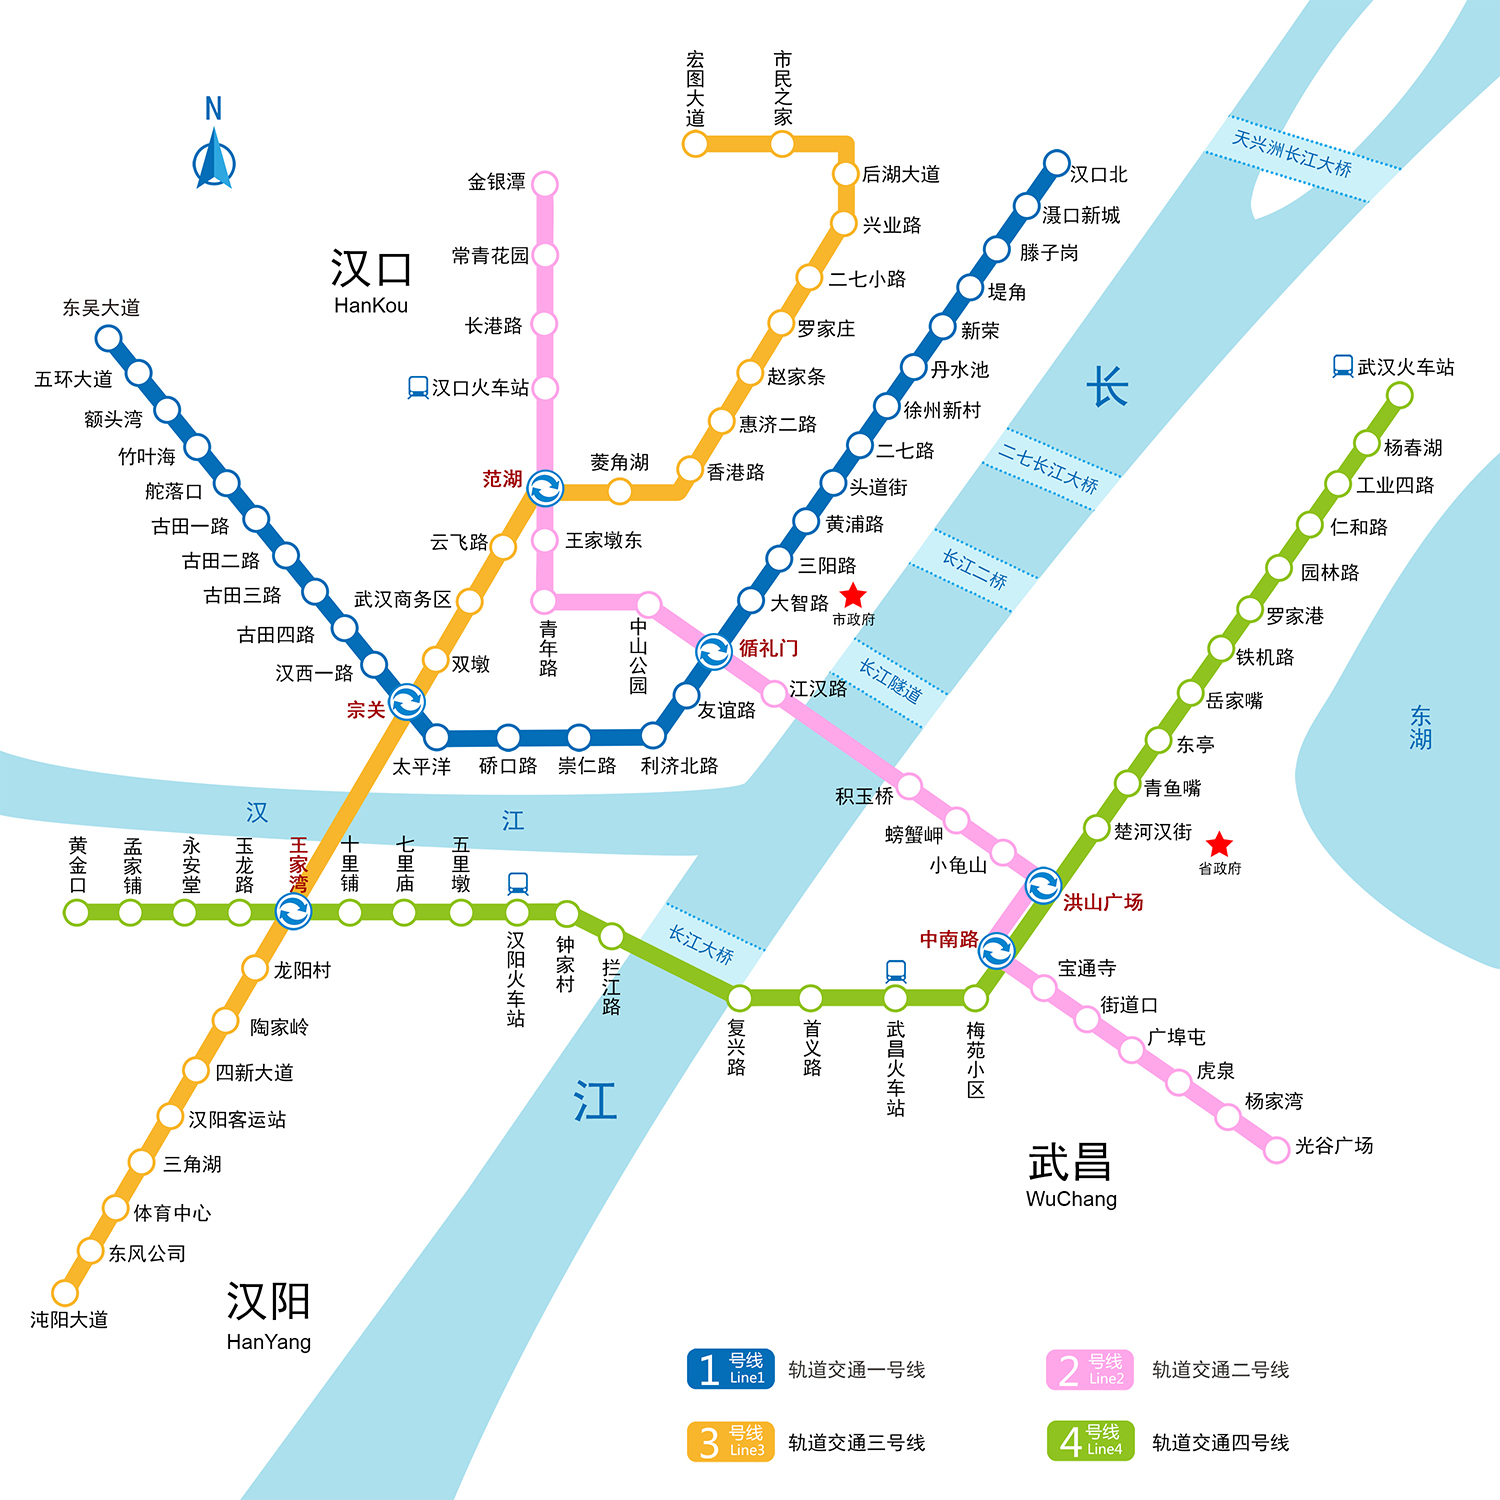 N
宏图大道
市民之家
后湖大道
兴业路
二七小路
罗家庄
赵家条
惠济二路
香港路
菱角湖
范湖
云飞路
武汉商务区
双墩
宗关
王家湾
龙阳村
陶家岭
四新大道
汉阳客运站
三角湖
体育中心
东风公司
沌阳大道
金银潭
常青花园
长港路
汉口火车站
王家墩东
青年路
中山公园
循礼门
江汉路
积玉桥
螃蟹岬
小龟山
洪山广场
中南路
宝通寺
街道口
广埠屯
虎泉
杨家湾
光谷广场
汉口北
滠口新城
滕子岗
堤角
新荣
丹水池
徐州新村
二七路
头道街
黄浦路
三阳路
大智路
友谊路
利济北路
崇仁路
硚口路
太平洋
汉西一路
古田四路
古田三路
古田二路
古田一路
舵落口
竹叶海
额头湾
五环大道
东吴大道
武汉火车站
杨春湖
工业四路
仁和路
园林路
罗家港
铁机路
岳家嘴
东亭
青鱼嘴
楚河汉街
梅苑小区
武昌火车站
首义路
复兴路
拦江路
钟家村
汉阳火车站
五里墩
七里庙
十里铺
玉龙路
永安堂
孟家铺
黄金口
汉口
HanKou
汉阳
HanYang
武昌
WuChang
市政府
省政府
天兴洲长江大桥
二七长江大桥
长江二桥
长江隧道
长江大桥
长
江
汉
江
东湖
1 号线 Line1
轨道交通一号线
2 号线 Line2
轨道交通二号线
3 号线 Line3
轨道交通三号线
4 号线 Line4
轨道交通四号线